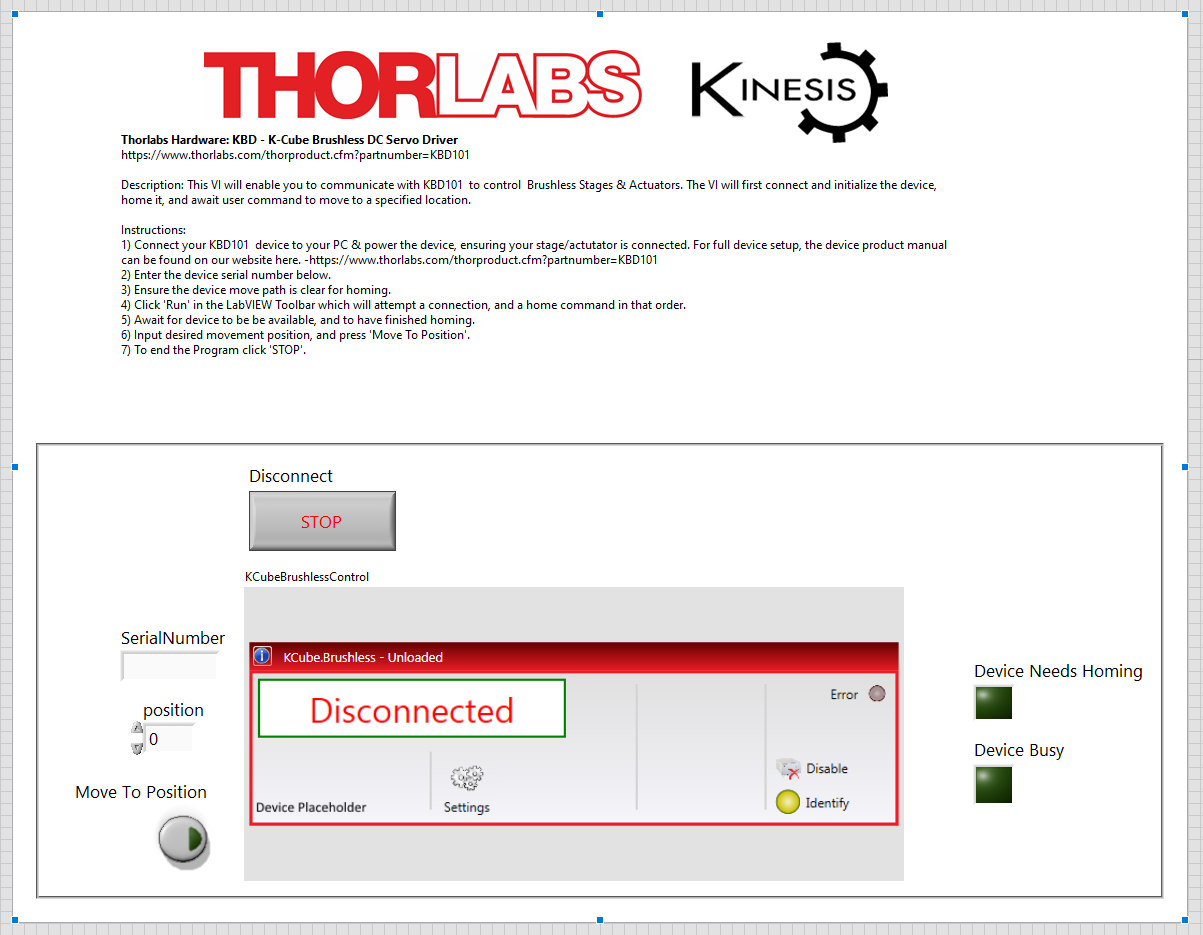 THORLABS
KINESIS
Thorlabs Hardware: KBD - K-Cube Brushless DC Servo Driver
https://www.thorlabs.com/thorproduct.cfm?partnumber=KBD101
Description: This VI will enable you to communicate with KBD101 to control Brushless Stages & Actuators. The VI will first connect and initialize the device,
home it, and await user command to move to a specified location.
Instructions:
1) Connect your KBD101 device to your PC & power the device, ensuring your stage/actutator is connected. For full device setup, the device product manual
can be found on our website here. -https://www.thorlabs.com/thorproduct.cfm?partnumber=KBD101
2) Enter the device serial number below.
3) Ensure the device move path is clear for homing.
4) Click 'Run' in the LabVIEW Toolbar which will attempt a connection, and a home command in that order.
5) Await for device to be be available, and to have finished homing.
6) Input desired movement position, and press 'Move To Position'.
7) To end the Program click 'STOP'.
Disconnect
STOP
KCubeBrushlessControl
SerialNumber
position
0
Move To Position
KCube.Brushless - Unloaded
Disconnected
Error
Device Placeholder
Settings
Disable
Identify
Device Needs Homing
Device Busy